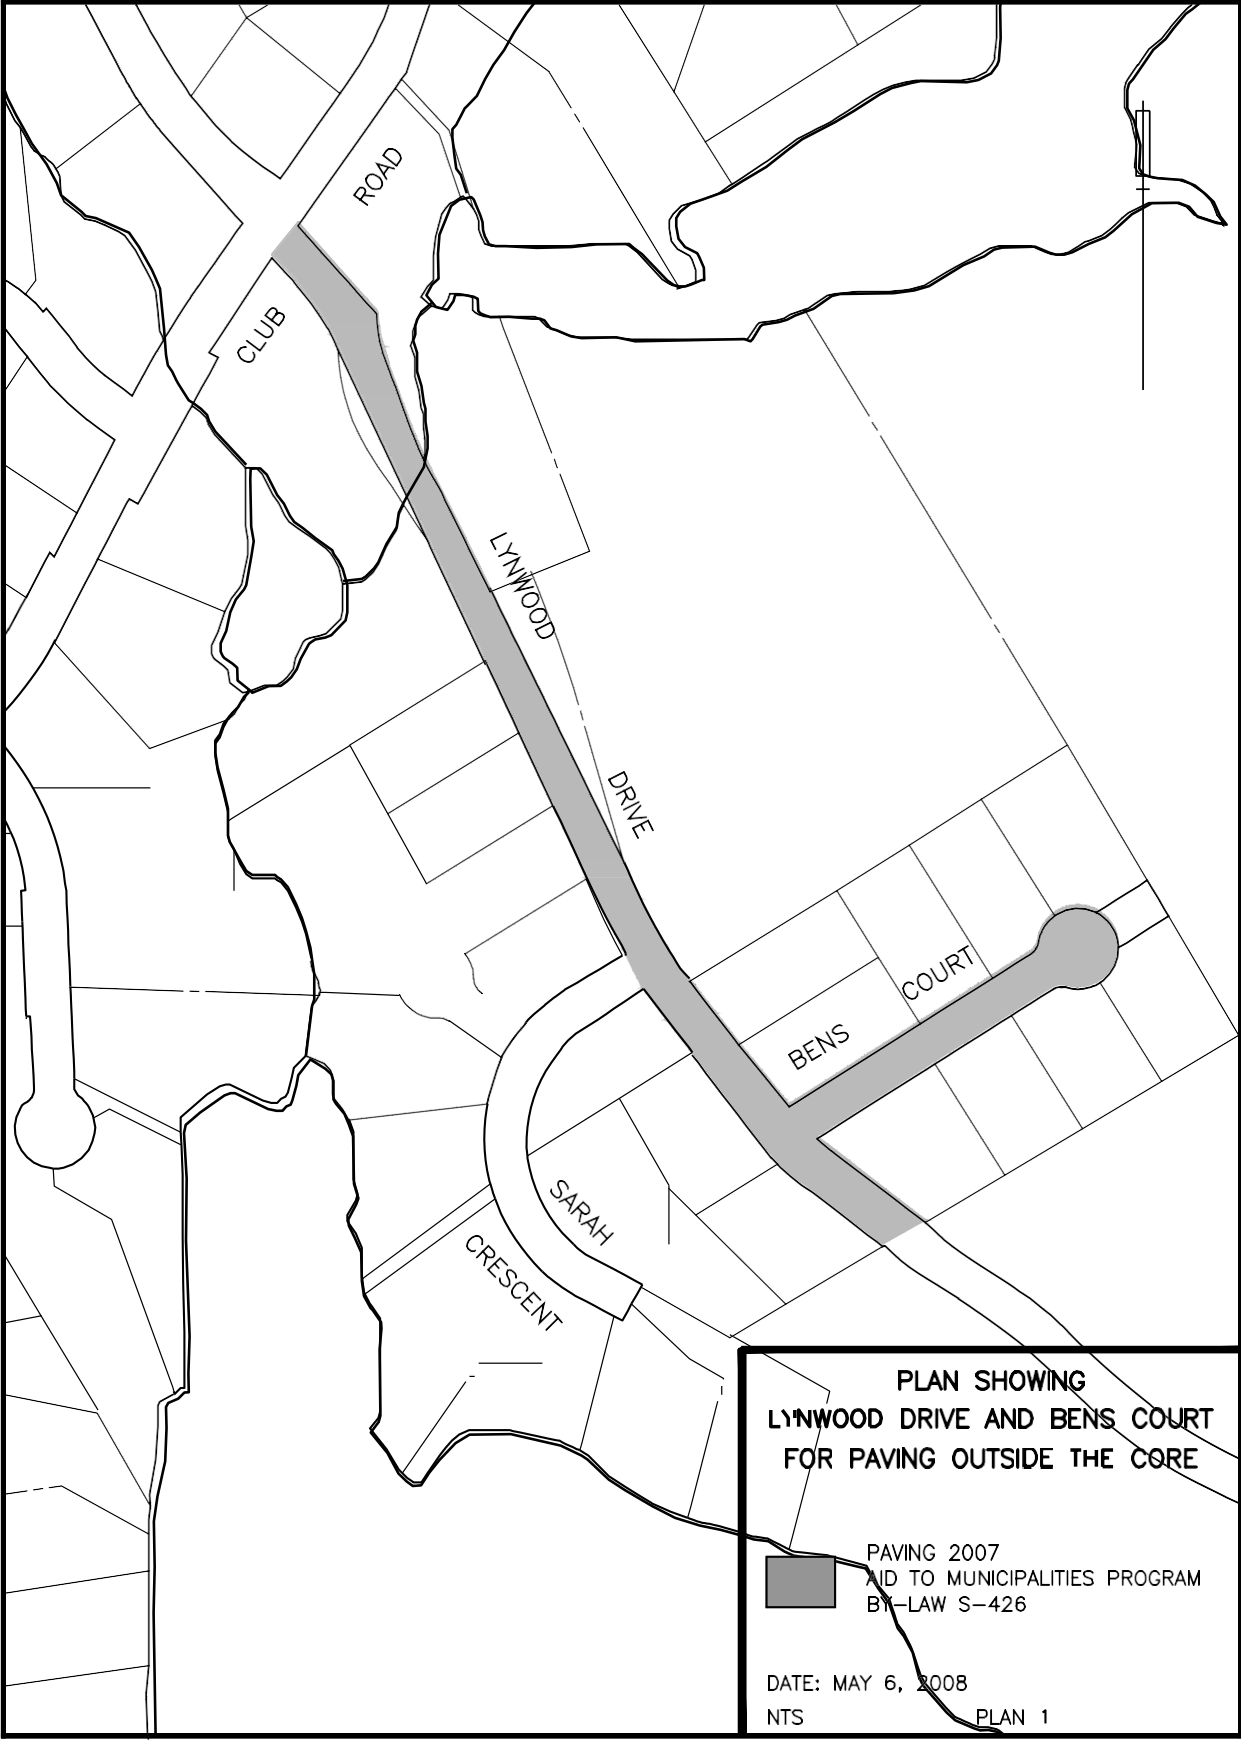 ROAD
CLUB
LYNWOOD
DRIVE
COURT
BENS
SARAH
CRESCENT
PLAN SHOWING
LYNWOOD DRIVE AND BENS COURT
FOR PAVING OUTSIDE THE CORE
PAVING 2007
AID TO MUNICIPALITIES PROGRAM
BY-LAW S-426
DATE: MAY 6, 2008
NTS PLAN 1